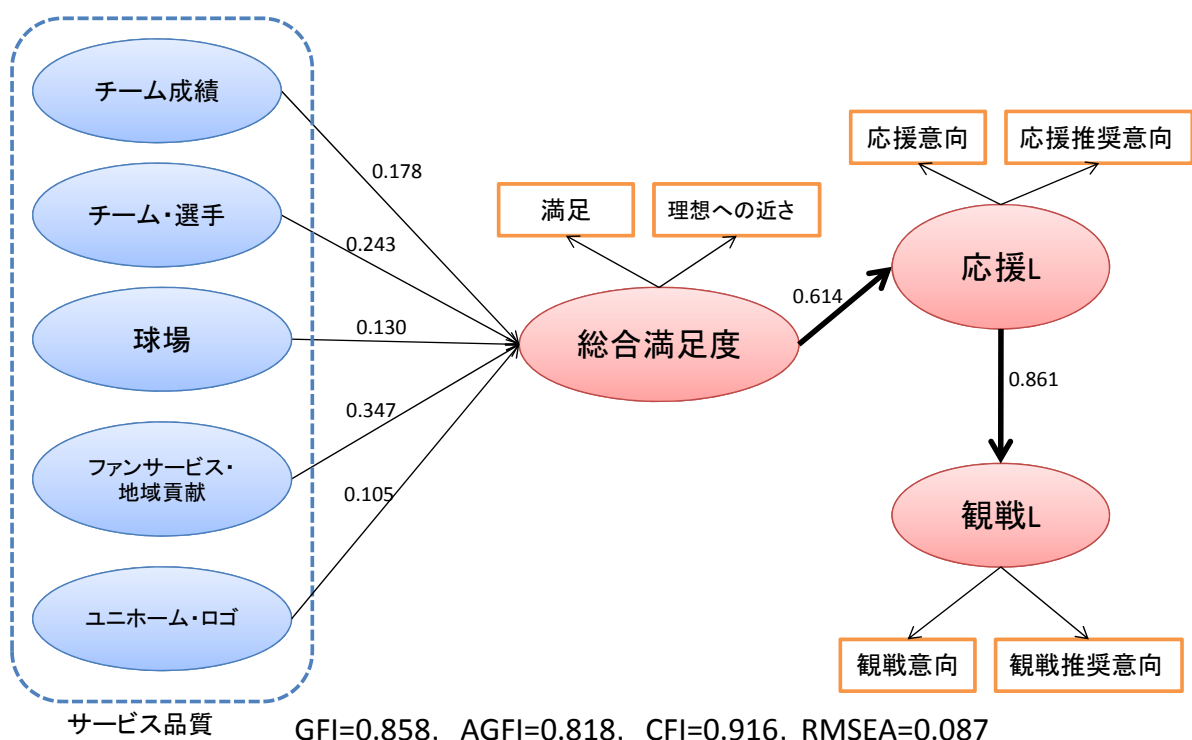 チーム成績
チーム・選手
球場
ファンサービス・
地域貢献
ユニホーム・ロゴ
サービス品質
0.178
0.243
0.130
0.347
0.105
満足
理想への近さ
総合満足度
0.614
応援意向
応援推奨意向
応援L
0.861
観戦L
観戦意向
観戦推奨意向
GFI=0.858, AGFI=0.818, CFI=0.916, RMSEA=0.087